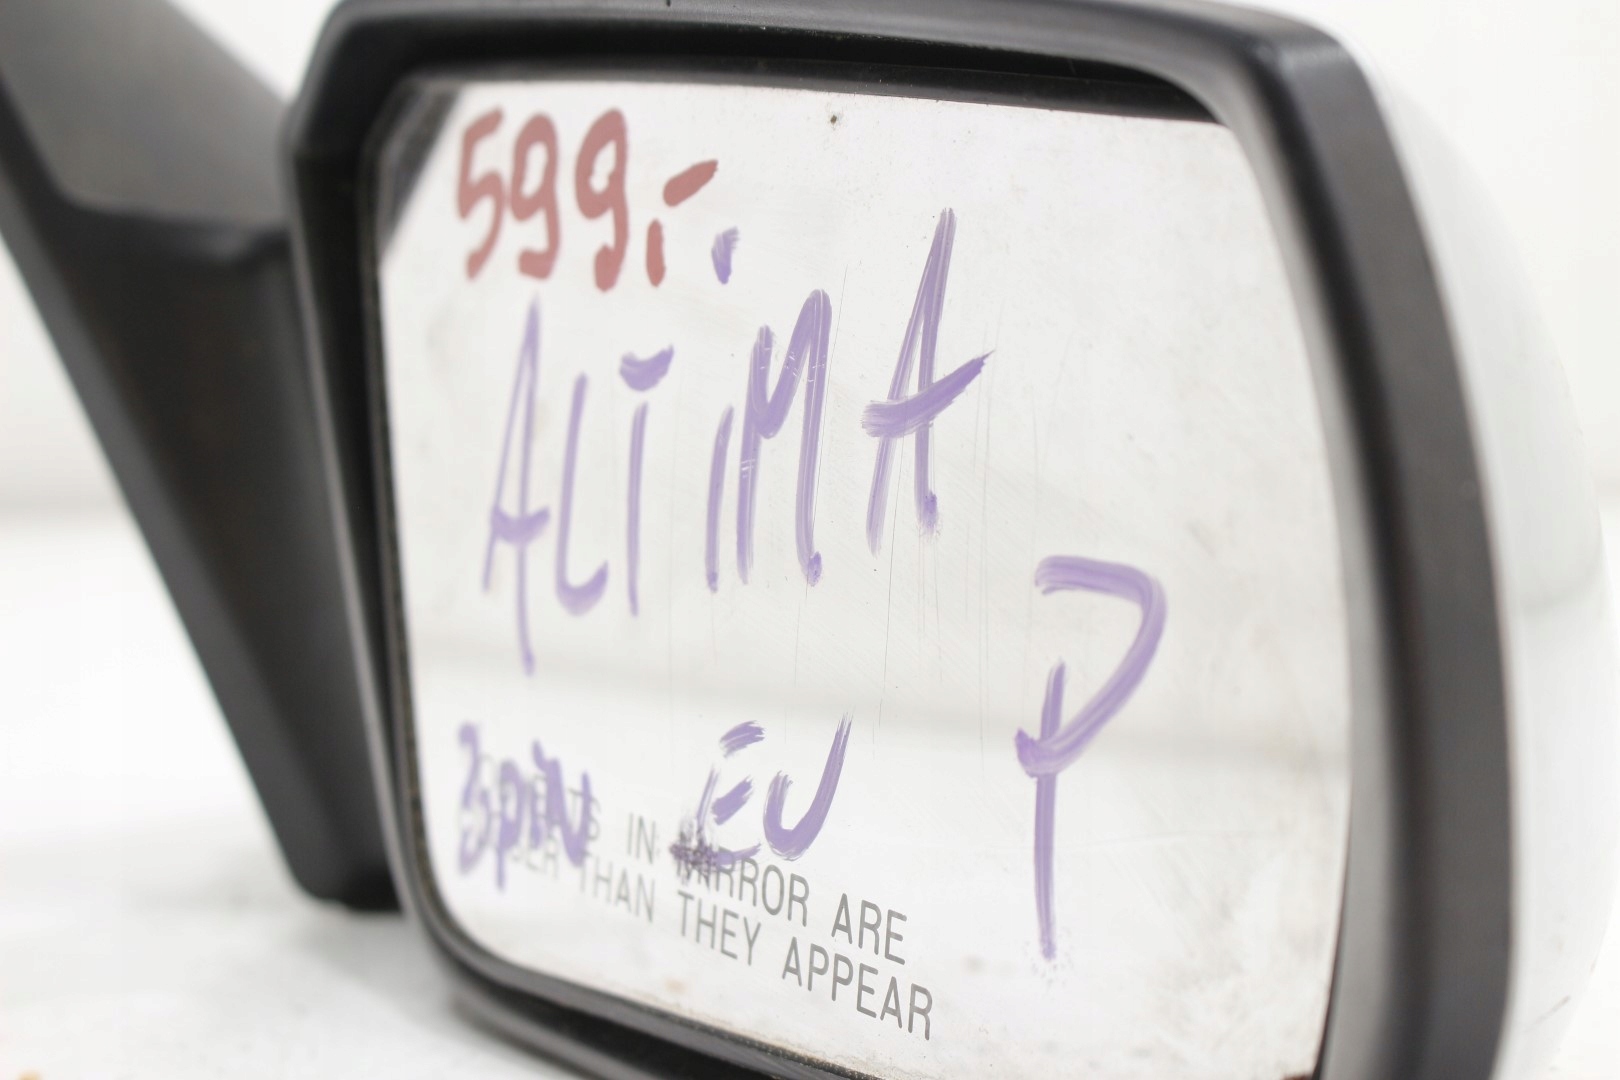 599,-
ALTIMA
P
3piN EU
OBJECTS IN MIRROR ARE
CLOSER THAN THEY APPEAR